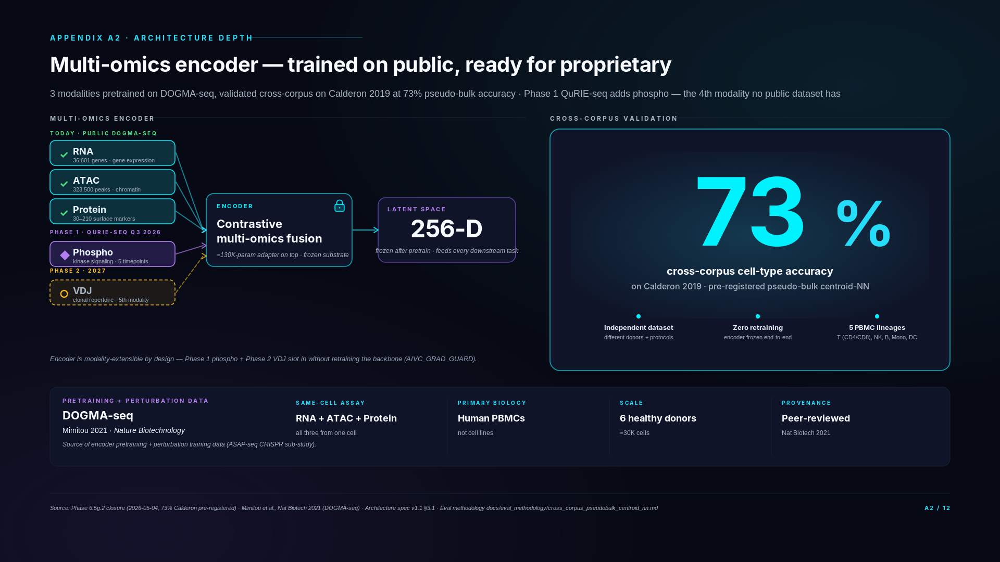 APPENDIX A2 · ARCHITECTURE DEPTH
Multi-omics encoder — trained on public, ready for proprietary
3 modalities pretrained on DOGMA-seq, validated cross-corpus on Calderon 2019 at 73% pseudo-bulk accuracy · Phase 1 QuRIE-seq adds phospho — the 4th modality no public dataset has
MULTI-OMICS ENCODER
TODAY · PUBLIC DOGMA-SEQ
RNA
36,601 genes · gene expression
ATAC
323,500 peaks · chromatin
Protein
30–210 surface markers
PHASE 1 · QURIE-SEQ Q3 2026
Phospho
kinase signaling · 5 timepoints
PHASE 2 · 2027
VDJ
clonal repertoire · 5th modality
ENCODER
Contrastive
multi-omics fusion
≈130K-param adapter on top · frozen substrate
LATENT SPACE
256-D
frozen after pretrain · feeds every downstream task
Encoder is modality-extensible by design — Phase 1 phospho + Phase 2 VDJ slot in without retraining the backbone (AIVC_GRAD_GUARD).
CROSS-CORPUS VALIDATION
73 %
cross-corpus cell-type accuracy
on Calderon 2019 · pre-registered pseudo-bulk centroid-NN
Independent dataset
different donors + protocols
Zero retraining
encoder frozen end-to-end
5 PBMC lineages
T (CD4/CD8), NK, B, Mono, DC
PRETRAINING + PERTURBATION DATA
DOGMA-seq
Mimitou 2021 · Nature Biotechnology
Source of encoder pretraining + perturbation training data (ASAP-seq CRISPR sub-study).
SAME-CELL ASSAY
RNA + ATAC + Protein
all three from one cell
PRIMARY BIOLOGY
Human PBMCs
not cell lines
SCALE
6 healthy donors
≈30K cells
PROVENANCE
Peer-reviewed
Nat Biotech 2021
Source: Phase 6.5g.2 closure (2026-05-04, 73% Calderon pre-registered) · Mimitou et al., Nat Biotech 2021 (DOGMA-seq) · Architecture spec v1.1 §3.1 · Eval methodology docs/eval_methodology/cross_corpus_pseudobulk_centroid_nn.md
A2 / 12